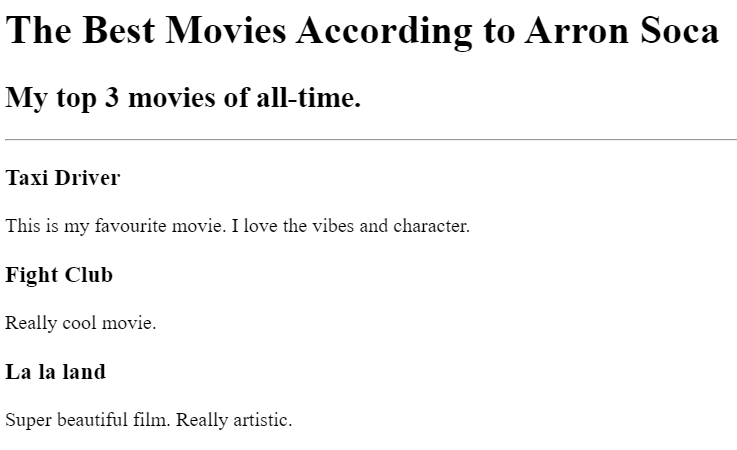 The Best Movies According to Arron Soca
My top 3 movies of all-time.
Taxi Driver
This is my favourite movie. I love the vibes and character.
Fight Club
Really cool movie.
La la land
Super beautiful film. Really artistic.